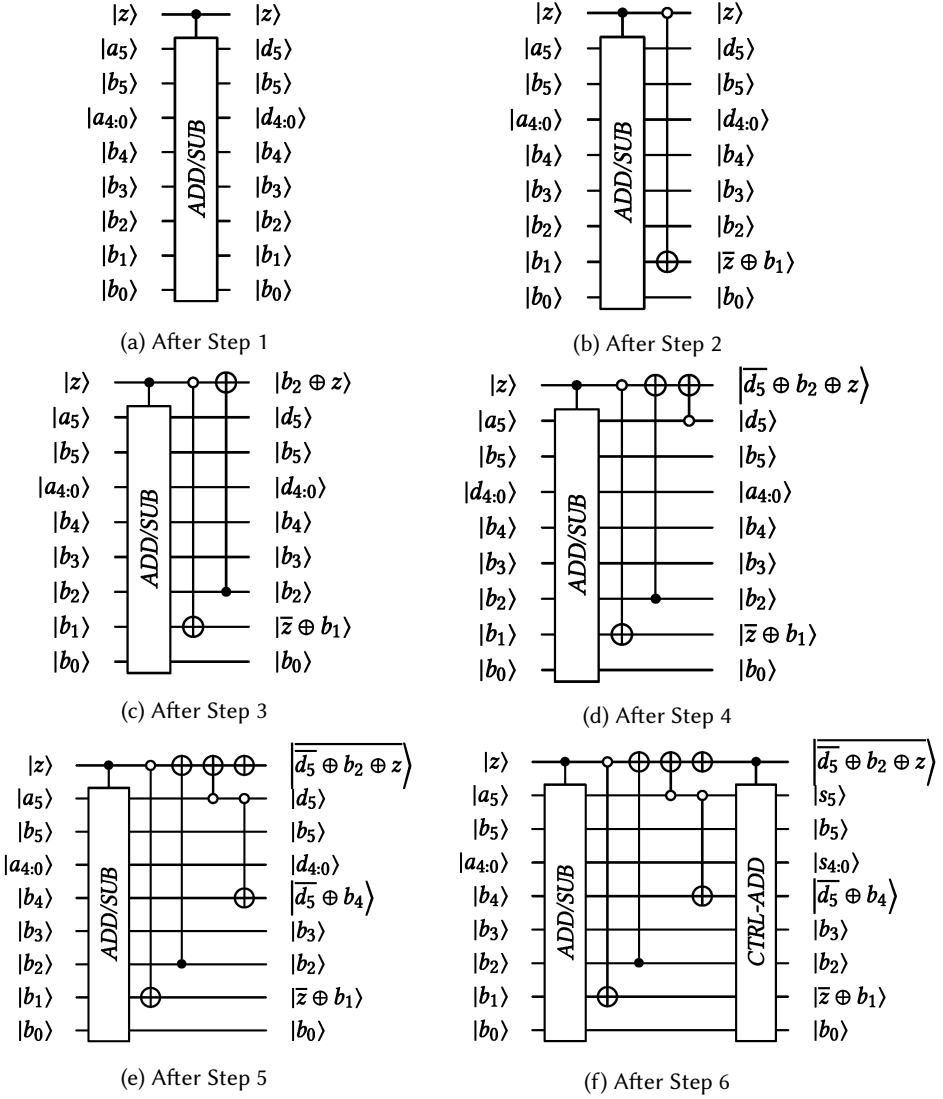 |z⟩ |z⟩
|a₅⟩ |d₅⟩
|b₅⟩ |b₅⟩
|a₄:₀⟩ |d₄:₀⟩
|b₄⟩ |b₄⟩
|b₃⟩ |b₃⟩
|b₂⟩ |b₂⟩
|b₁⟩ |b₁⟩
|b₀⟩ |b₀⟩
ADD/SUB
(a) After Step 1
|z⟩ |z⟩
|a₅⟩ |d₅⟩
|b₅⟩ |b₅⟩
|a₄:₀⟩ |d₄:₀⟩
|b₄⟩ |b₄⟩
|b₃⟩ |b₃⟩
|b₂⟩ |b₂⟩
|b₁⟩ |z̅ ⊕ b₁⟩
|b₀⟩ |b₀⟩
ADD/SUB
(b) After Step 2
|z⟩ |b₂ ⊕ z⟩
|a₅⟩ |d₅⟩
|b₅⟩ |b₅⟩
|a₄:₀⟩ |d₄:₀⟩
|b₄⟩ |b₄⟩
|b₃⟩ |b₃⟩
|b₂⟩ |b₂⟩
|b₁⟩ |z̅ ⊕ b₁⟩
|b₀⟩ |b₀⟩
ADD/SUB
(c) After Step 3
|z⟩ |d̅₅̅ ⊕ b₂ ⊕ z⟩
|a₅⟩ |d₅⟩
|b₅⟩ |b₅⟩
|d₄:₀⟩ |a₄:₀⟩
|b₄⟩ |b₄⟩
|b₃⟩ |b₃⟩
|b₂⟩ |b₂⟩
|b₁⟩ |z̅ ⊕ b₁⟩
|b₀⟩ |b₀⟩
ADD/SUB
(d) After Step 4
|z⟩ |\overline{\overline{d₅} ⊕ b₂ ⊕ z}⟩
|a₅⟩ |d₅⟩
|b₅⟩ |b₅⟩
|a₄:₀⟩ |d₄:₀⟩
|b₄⟩ |d̅₅̅ ⊕ b₄⟩
|b₃⟩ |b₃⟩
|b₂⟩ |b₂⟩
|b₁⟩ |z̅ ⊕ b₁⟩
|b₀⟩ |b₀⟩
ADD/SUB
(e) After Step 5
|z⟩ |\overline{\overline{d₅} ⊕ b₂ ⊕ z}⟩
|a₅⟩ |s₅⟩
|b₅⟩ |b₅⟩
|a₄:₀⟩ |s₄:₀⟩
|b₄⟩ |d̅₅̅ ⊕ b₄⟩
|b₃⟩ |b₃⟩
|b₂⟩ |b₂⟩
|b₁⟩ |z̅ ⊕ b₁⟩
|b₀⟩ |b₀⟩
ADD/SUB
CTRL-ADD
(f) After Step 6